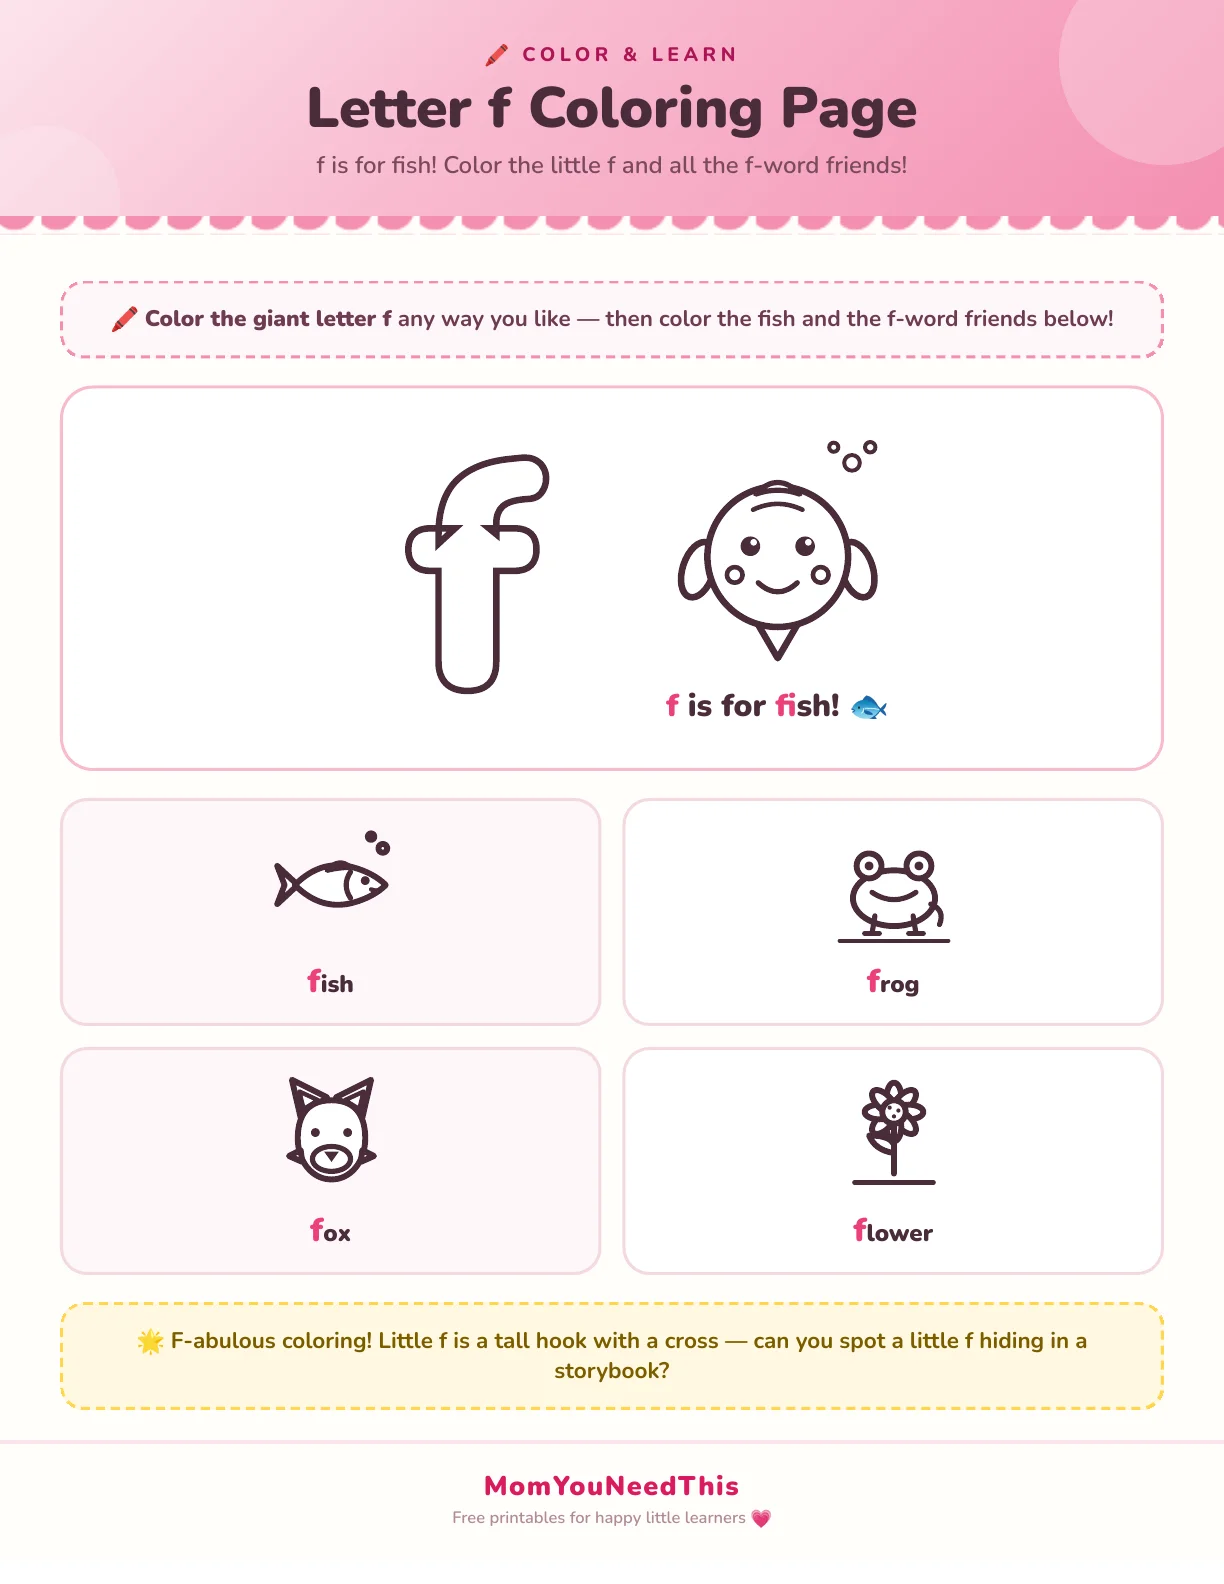 COLOR & LEARN
Letter f Coloring Page
f is for fish! Color the little f and all the f-word friends!
Color the giant letter f any way you like — then color the fish and the f-word friends below!
f
f is for fish!
fish
frog
fox
flower
F-abulous coloring! Little f is a tall hook with a cross — can you spot a little f hiding in a
storybook?
MomYouNeedThis
Free printables for happy little learners